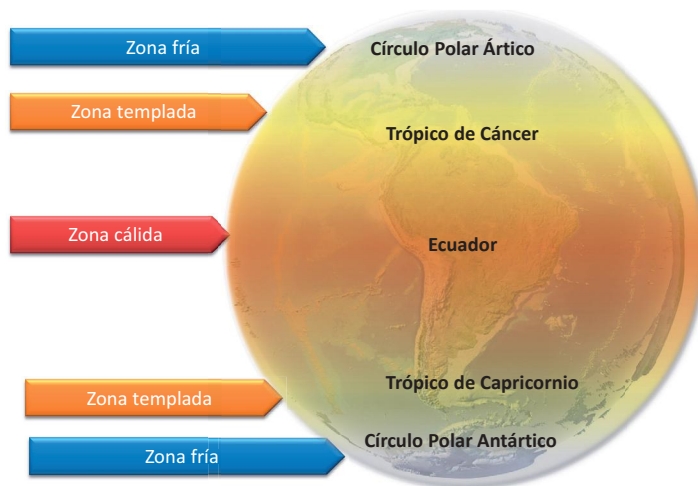 Zona fría
Círculo Polar Ártico
Zona templada
Trópico de Cáncer
Zona cálida
Ecuador
Trópico de Capricornio
Zona templada
Círculo Polar Antártico
Zona fría